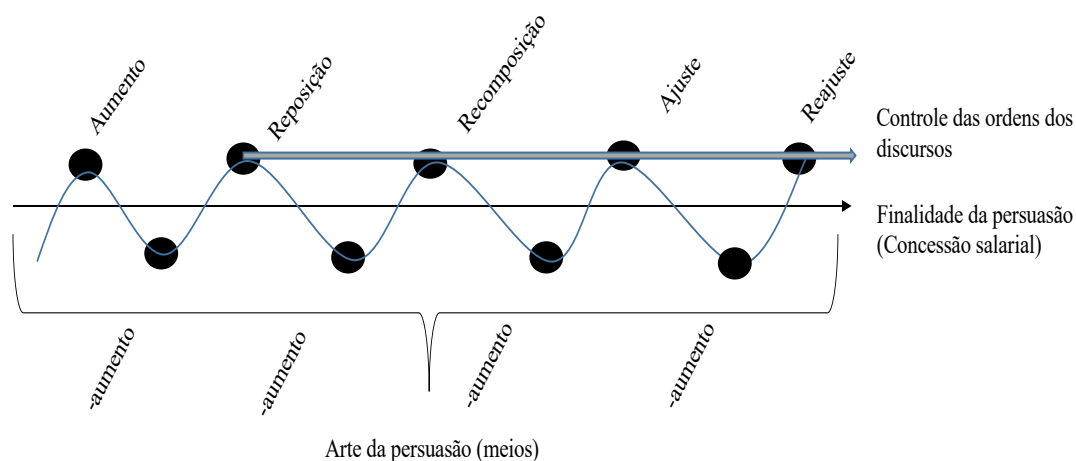 Aumento
Reposição
Recomposição
Ajuste
Reajuste
Controle das ordens dos
discursos
Finalidade da persuasão
(Concessão salarial)
-aumento
-aumento
-aumento
-aumento
Arte da persuasão (meios)